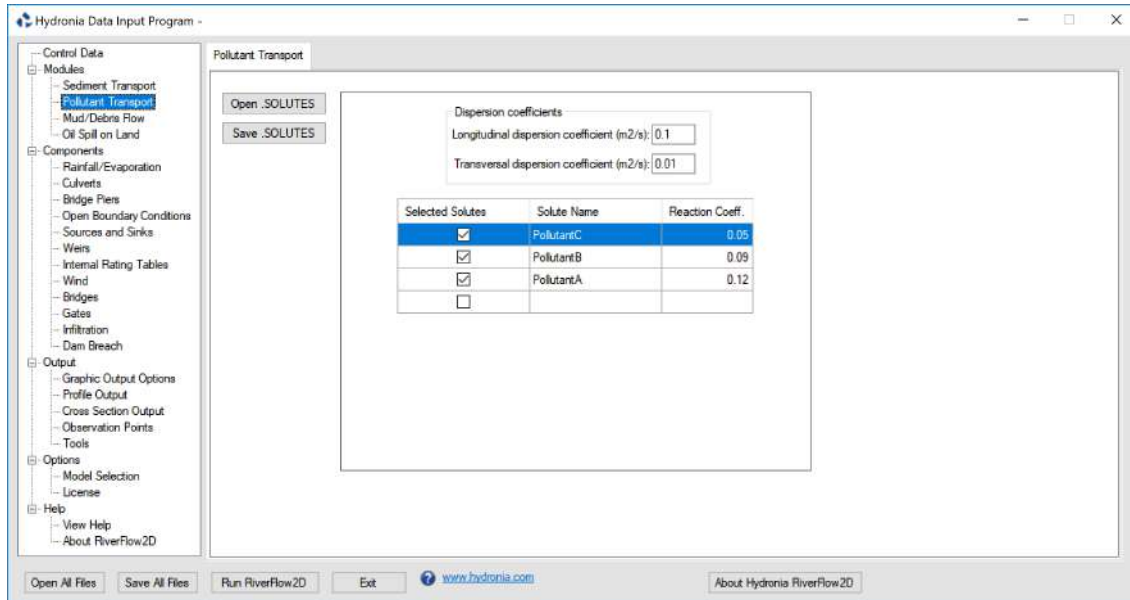 Hydronia Data Input Program -
Control Data
Modules
Sediment Transport
Pollutant Transport
Mud/Debris Flow
Oil Spill on Land
Components
Rainfall/Evaporation
Culverts
Bridge Piers
Open Boundary Conditions
Sources and Sinks
Weirs
Internal Rating Tables
Wind
Bridges
Gates
Infiltration
Dam Breach
Output
Graphic Output Options
Profile Output
Cross Section Output
Observation Points
Tools
Options
Model Selection
License
Help
View Help
About RiverFlow2D
Pollutant Transport
Open .SOLUTES
Save .SOLUTES
Dispersion coefficients
Longitudinal dispersion coefficient (m2/s): 0.1
Transversal dispersion coefficient (m2/s): 0.01
Selected Solutes Solute Name Reaction Coeff.
PollutantC 0.05
PollutantB 0.09
PollutantA 0.12
Open All Files Save All Files Run RiverFlow2D Exit www.hydronia.com About Hydronia RiverFlow2D